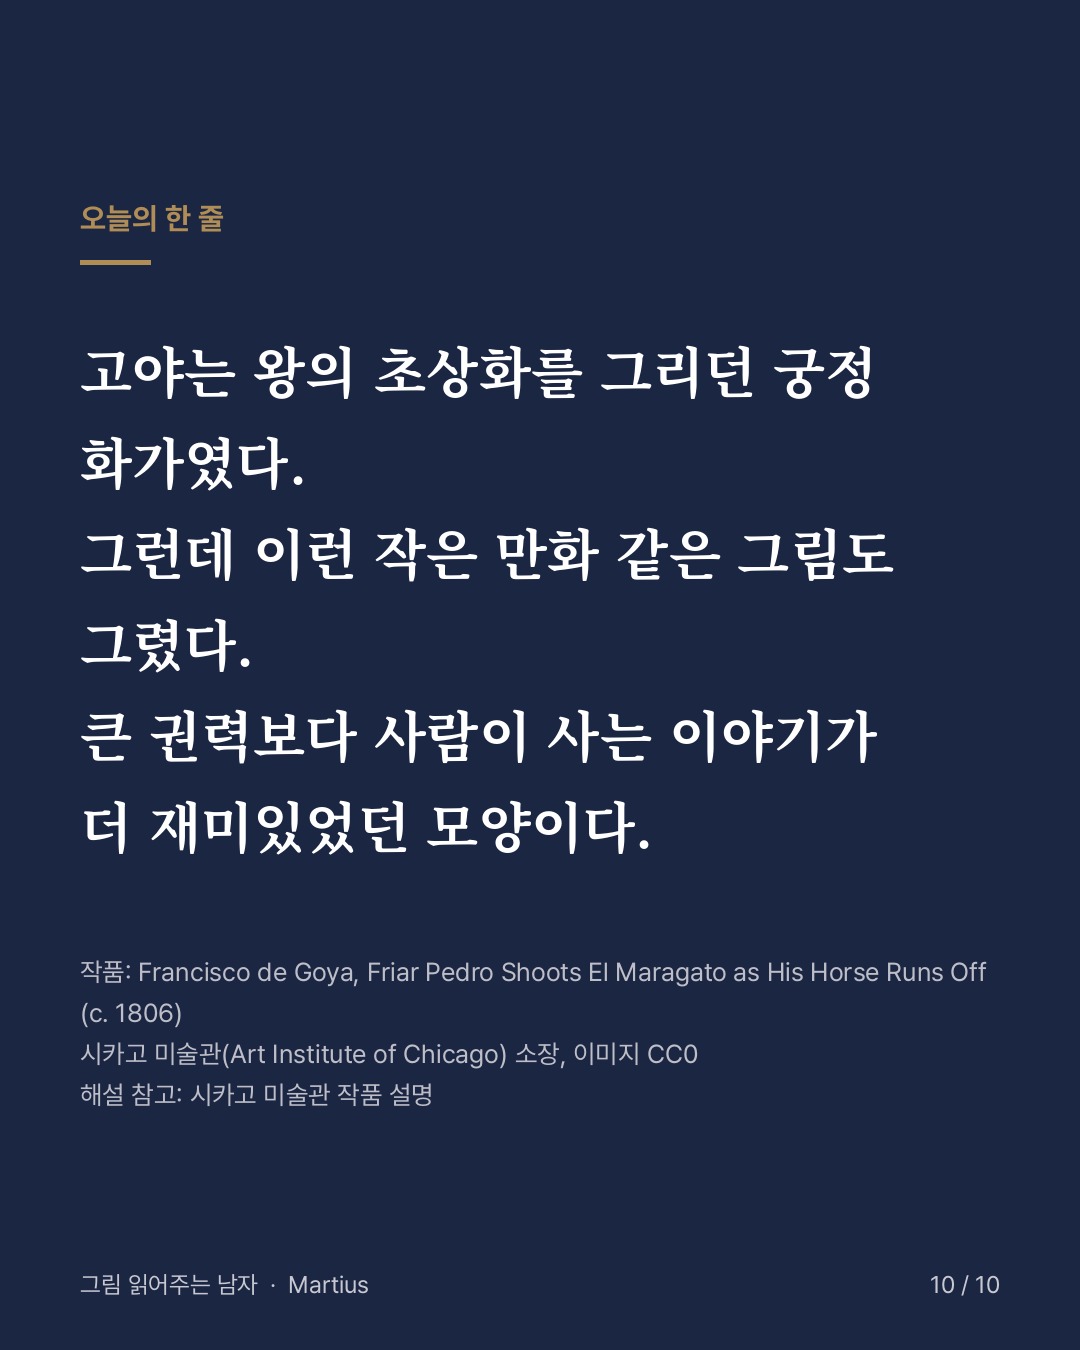 오늘의 한 줄
고야는 왕의 초상화를 그리던 궁정
화가였다.
그런데 이런 작은 만화 같은 그림도
그렸다.
큰 권력보다 사람이 사는 이야기가
더 재미있었던 모양이다.
작품: Francisco de Goya, Friar Pedro Shoots El Maragato as His Horse Runs Off
(c. 1806)
시카고 미술관(Art Institute of Chicago) 소장, 이미지 CC0
해설 참고: 시카고 미술관 작품 설명
그림 읽어주는 남자 · Martius
10 / 10